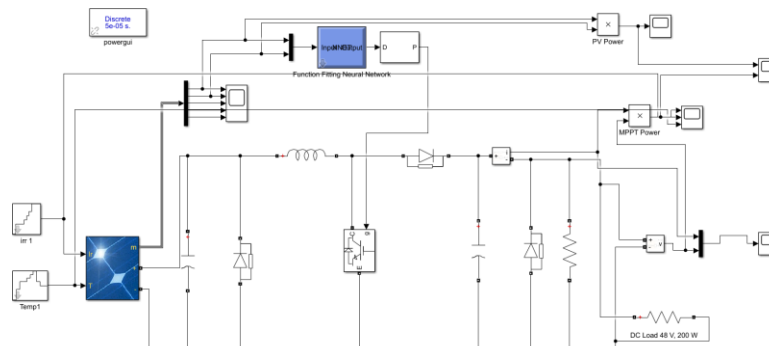 Discrete
5e-05 s.
powergui
PV Power
Function Fitting Neural Network
D
P
MPPT Power
irr 1
Temp1
m
T
+
-
g
C
E
+
i
-
+
-
v
DC Load 48 V, 200 W